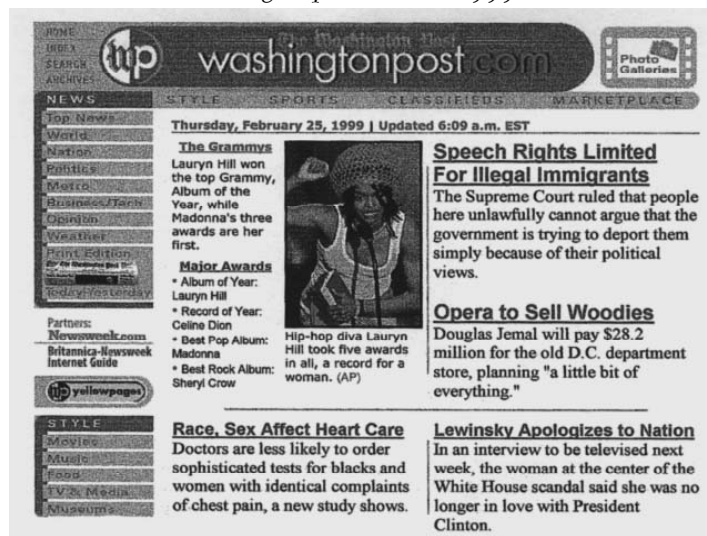 HOME
INDEX
SEARCH
ARCHIVES
wp
The Washington Post
washingtonpost.com
Photo
Galleries
NEWS
STYLE SPORTS CLASSIFIEDS MARKETPLACE
Top News
World
Nation
Politics
Metro
Business/Tech
Opinion
Weather
Print Edition
Today/Yesterday
Partners:
Newsweek.com
Britannica-Newsweek
Internet Guide
wp yellowpages
STYLE
Movies
Music
Food
TV & Media
Museums
Thursday, February 25, 1999 | Updated 6:09 a.m. EST
The Grammys
Lauryn Hill won
the top Grammy,
Album of the
Year, while
Madonna's three
awards are her
first.
Major Awards
* Album of Year:
Lauryn Hill
* Record of Year:
Celine Dion
* Best Pop Album:
Madonna
* Best Rock Album:
Sheryl Crow
Hip-hop diva Lauryn
Hill took five awards
in all, a record for a
woman. (AP)
Speech Rights Limited
For Illegal Immigrants
The Supreme Court ruled that people
here unlawfully cannot argue that the
government is trying to deport them
simply because of their political
views.
Opera to Sell Woodies
Douglas Jemal will pay $28.2
million for the old D.C. department
store, planning "a little bit of
everything."
Race, Sex Affect Heart Care
Doctors are less likely to order
sophisticated tests for blacks and
women with identical complaints
of chest pain, a new study shows.
Lewinsky Apologizes to Nation
In an interview to be televised next
week, the woman at the center of the
White House scandal said she was no
longer in love with President
Clinton.